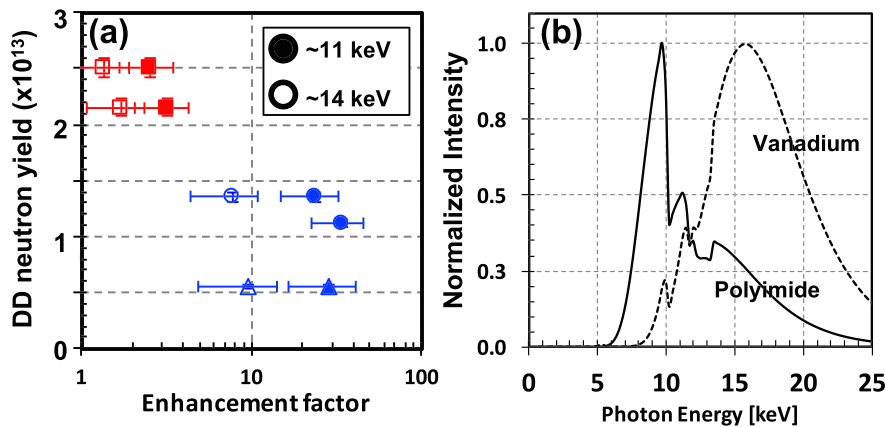 (a)
~11 keV
~14 keV
DD neutron yield (x10¹³)
3
2
1
0
1
10
100
Enhancement factor
(b)
Vanadium
Polyimide
Normalized Intensity
1.0
0.8
0.5
0.3
0.0
0
5
10
15
20
25
Photon Energy [keV]